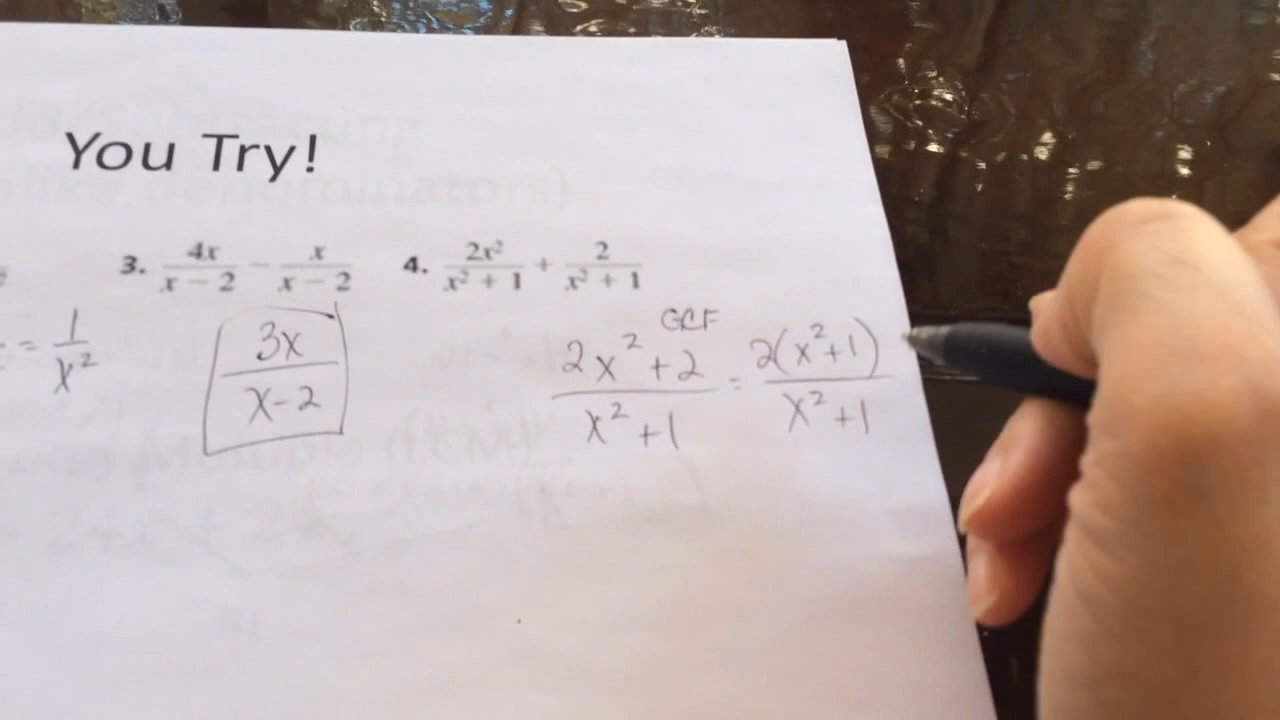 You Try!
3. 4x/(x - 2) - x/(x - 2)
4. 2x²/(x² + 1) + 2/(x² + 1)
= 1/x²
3x/(x-2)
GCF
(2x²+2)/(x²+1) = 2(x²+1)/(x²+1)